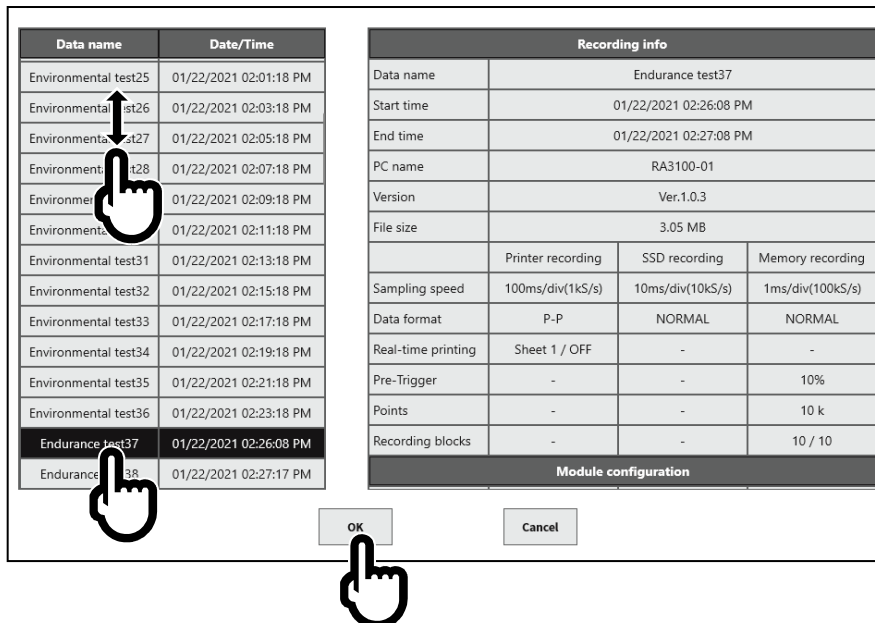 Data name Date/Time
Environmental test25 01/22/2021 02:01:18 PM
Environmental test26 01/22/2021 02:03:18 PM
Environmental test27 01/22/2021 02:05:18 PM
Environmental test28 01/22/2021 02:07:18 PM
01/22/2021 02:09:18 PM
01/22/2021 02:11:18 PM
Environmental test31 01/22/2021 02:13:18 PM
Environmental test32 01/22/2021 02:15:18 PM
Environmental test33 01/22/2021 02:17:18 PM
Environmental test34 01/22/2021 02:19:18 PM
Environmental test35 01/22/2021 02:21:18 PM
Environmental test36 01/22/2021 02:23:18 PM
Endurance test37 01/22/2021 02:26:08 PM
Endurance 38 01/22/2021 02:27:17 PM
Recording info
Data name Endurance test37
Start time 01/22/2021 02:26:08 PM
End time 01/22/2021 02:27:08 PM
PC name RA3100-01
Version Ver.1.0.3
File size 3.05 MB
Printer recording SSD recording Memory recording
Sampling speed 100ms/div(1kS/s) 10ms/div(10kS/s) 1ms/div(100kS/s)
Data format P-P NORMAL NORMAL
Real-time printing Sheet 1 / OFF - -
Pre-Trigger - - 10%
Points - - 10 k
Recording blocks - - 10 / 10
Module configuration
OK Cancel